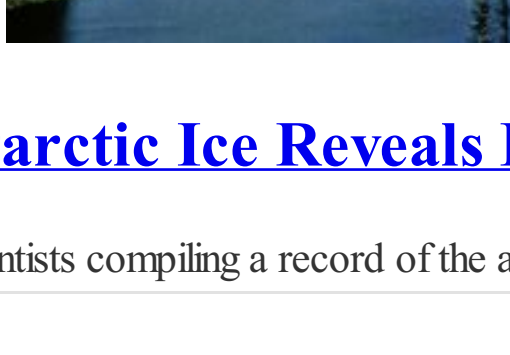 arctic Ice Reveals
ntists compiling a record of the a